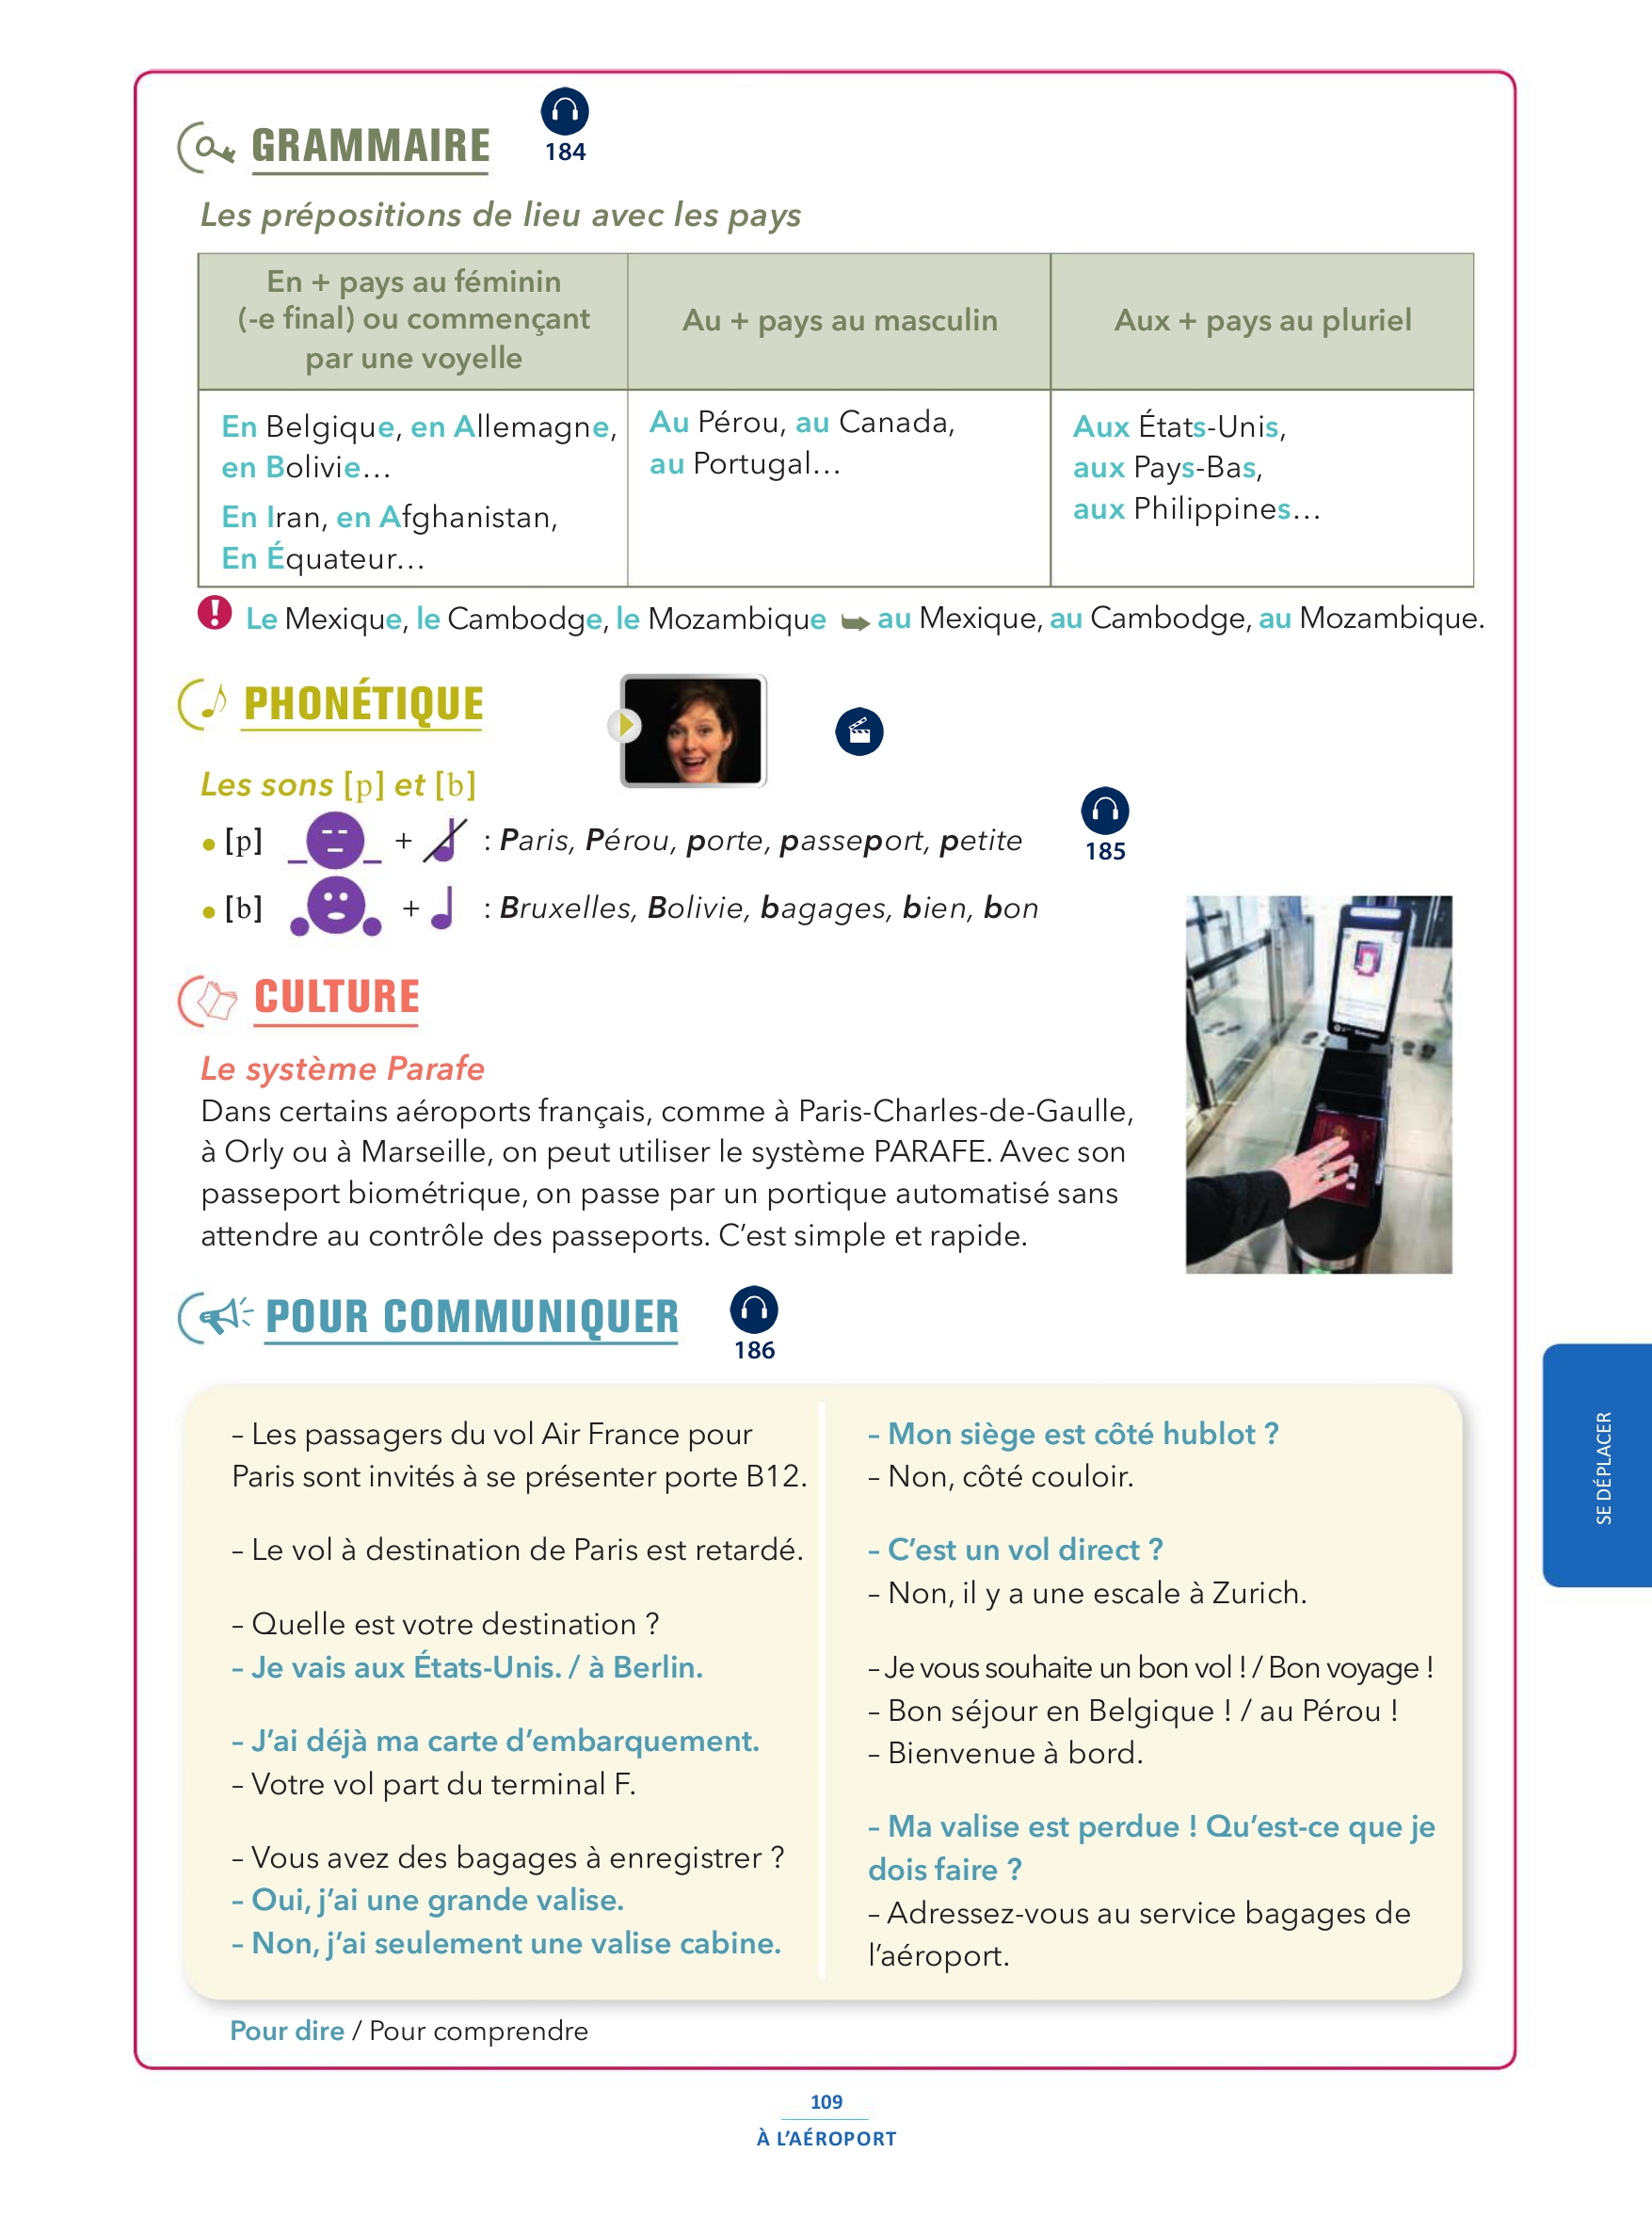 GRAMMAIRE
184
Les prépositions de lieu avec les pays
En + pays au féminin
(-e final) ou commençant
par une voyelle
Au + pays au masculin
Aux + pays au pluriel
En Belgique, en Allemagne,
en Bolivie…
En Iran, en Afghanistan,
En Équateur…
Au Pérou, au Canada,
au Portugal…
Aux États-Unis,
aux Pays-Bas,
aux Philippines…
! Le Mexique, le Cambodge, le Mozambique ➥ au Mexique, au Cambodge, au Mozambique.
PHONÉTIQUE
Les sons [p] et [b]
• [p] + : Paris, Pérou, porte, passeport, petite
185
• [b] + : Bruxelles, Bolivie, bagages, bien, bon
CULTURE
Le système Parafe
Dans certains aéroports français, comme à Paris-Charles-de-Gaulle,
à Orly ou à Marseille, on peut utiliser le système PARAFE. Avec son
passeport biométrique, on passe par un portique automatisé sans
attendre au contrôle des passeports. C’est simple et rapide.
POUR COMMUNIQUER
186
– Les passagers du vol Air France pour
Paris sont invités à se présenter porte B12.
– Le vol à destination de Paris est retardé.
– Quelle est votre destination ?
– Je vais aux États-Unis. / à Berlin.
– J’ai déjà ma carte d’embarquement.
– Votre vol part du terminal F.
– Vous avez des bagages à enregistrer ?
– Oui, j’ai une grande valise.
– Non, j’ai seulement une valise cabine.
– Mon siège est côté hublot ?
– Non, côté couloir.
– C’est un vol direct ?
– Non, il y a une escale à Zurich.
– Je vous souhaite un bon vol ! / Bon voyage !
– Bon séjour en Belgique ! / au Pérou !
– Bienvenue à bord.
– Ma valise est perdue ! Qu’est-ce que je
dois faire ?
– Adressez-vous au service bagages de
l’aéroport.
Pour dire / Pour comprendre
SE DÉPLACER
109
À L’AÉROPORT